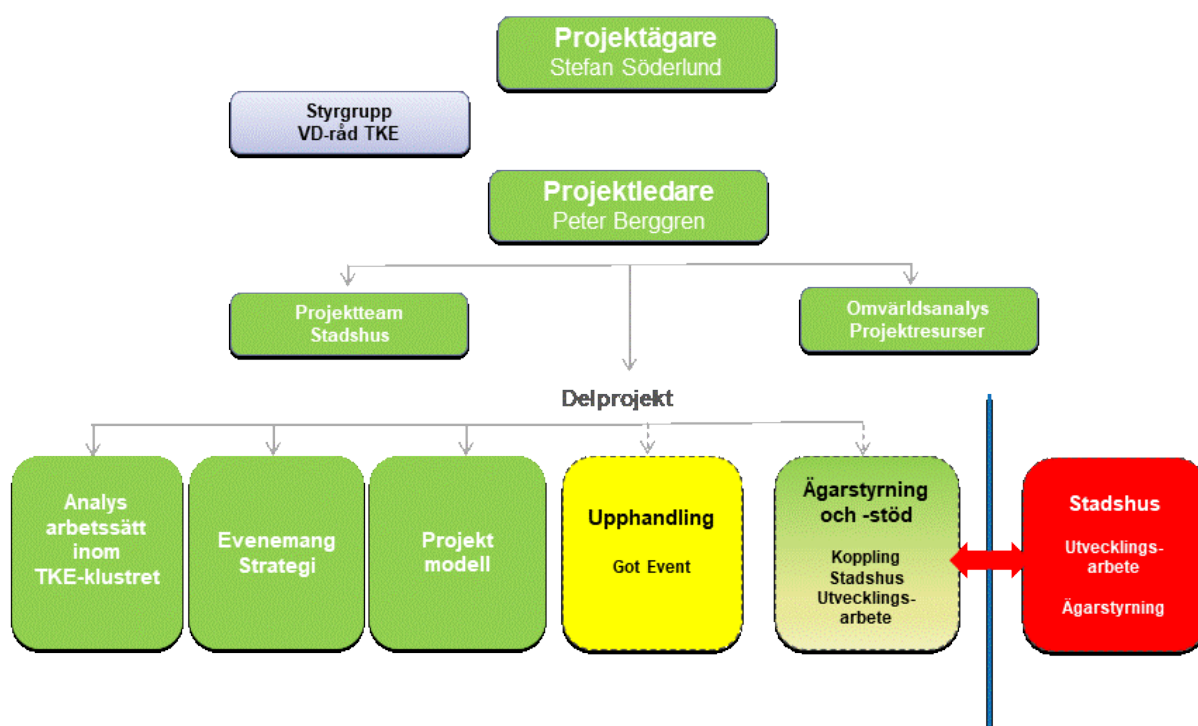 Projektägare
Stefan Söderlund
Styrgrupp
VD-råd TKE
Projektledare
Peter Berggren
Projektteam
Stadshus
Omvärldsanalys
Projektresurser
Delprojekt
Analys
arbetssätt
inom
TKE-klustret
Evenemang
Strategi
Projekt
modell
Upphandling
Got Event
Ägarstyrning
och -stöd
Koppling
Stadshus
Utvecklings-
arbete
Stadshus
Utvecklings-
arbete
Ägarstyrning